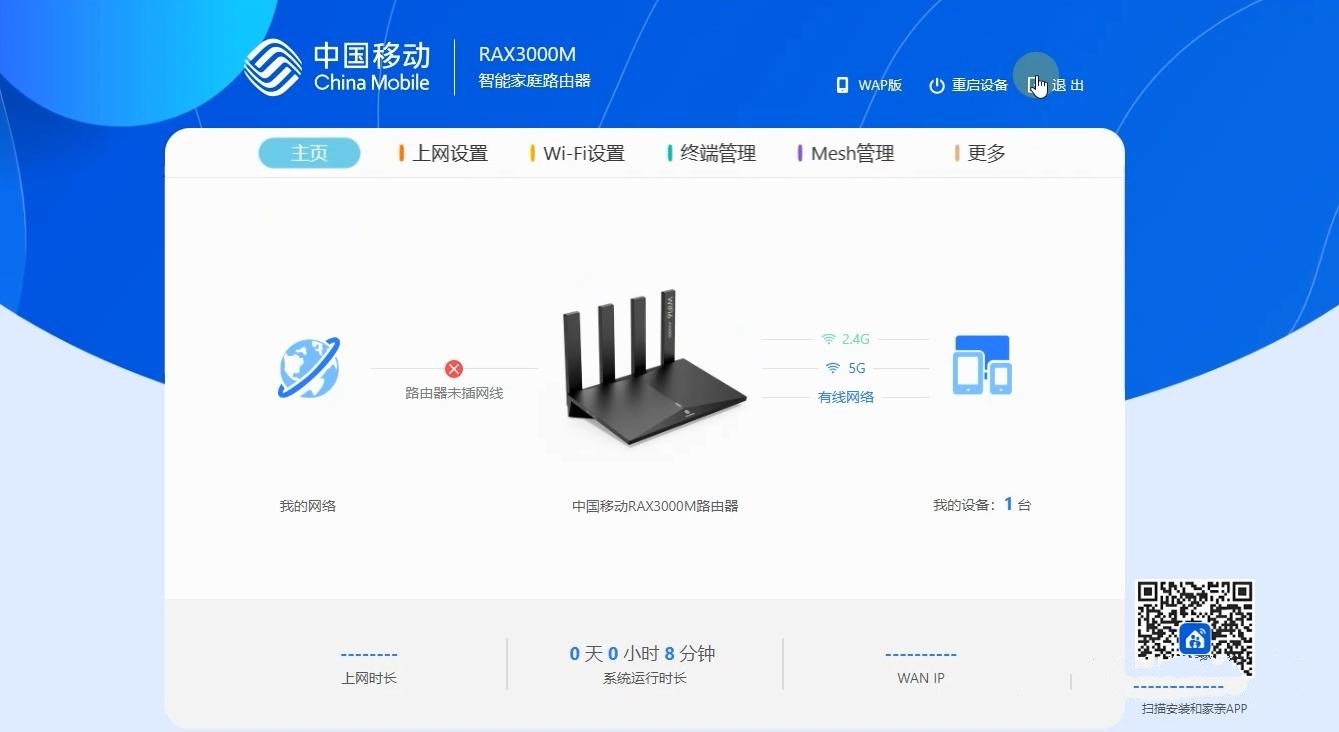 中国移动
China Mobile
RAX3000M
智能家庭路由器
WAP版
重启设备
退 出
主页
上网设置
Wi-Fi设置
终端管理
Mesh管理
更多
路由器未插网线
2.4G
5G
有线网络
我的网络
中国移动RAX3000M路由器
我的设备：1 台
--------
上网时长
0 天 0 小时 8 分钟
系统运行时长
----------
WAN IP
-------------
扫描安装和家亲APP